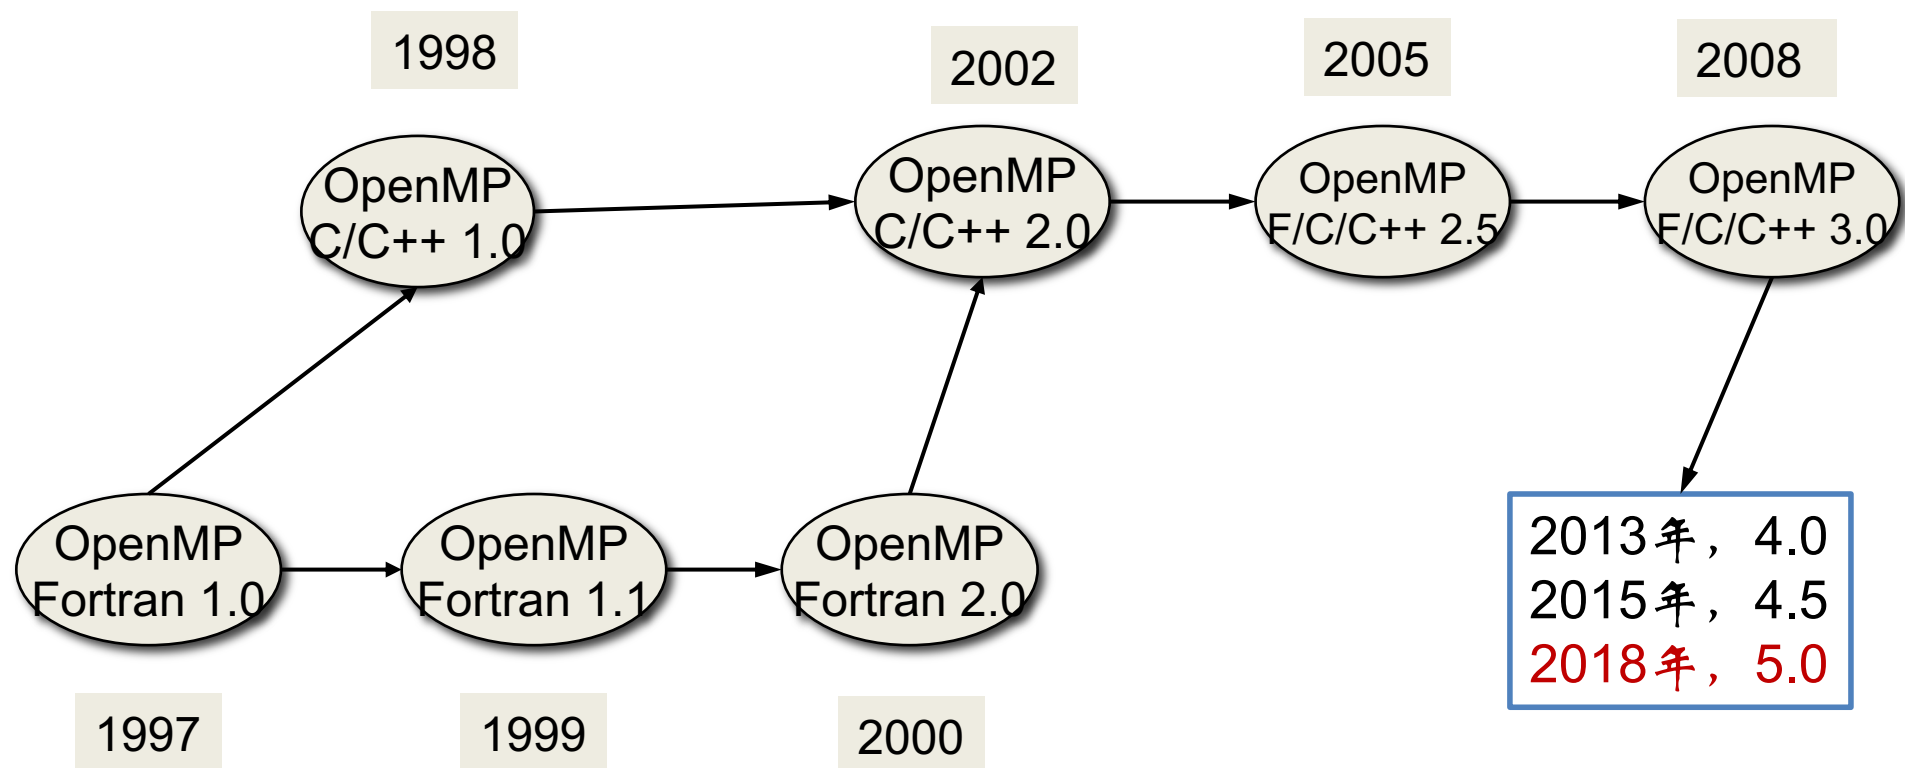 1998
2002
2005
2008
OpenMP
C/C++ 1.0
OpenMP
C/C++ 2.0
OpenMP
F/C/C++ 2.5
OpenMP
F/C/C++ 3.0
OpenMP
Fortran 1.0
OpenMP
Fortran 1.1
OpenMP
Fortran 2.0
2013年，4.0
2015年，4.5
2018年，5.0
1997
1999
2000